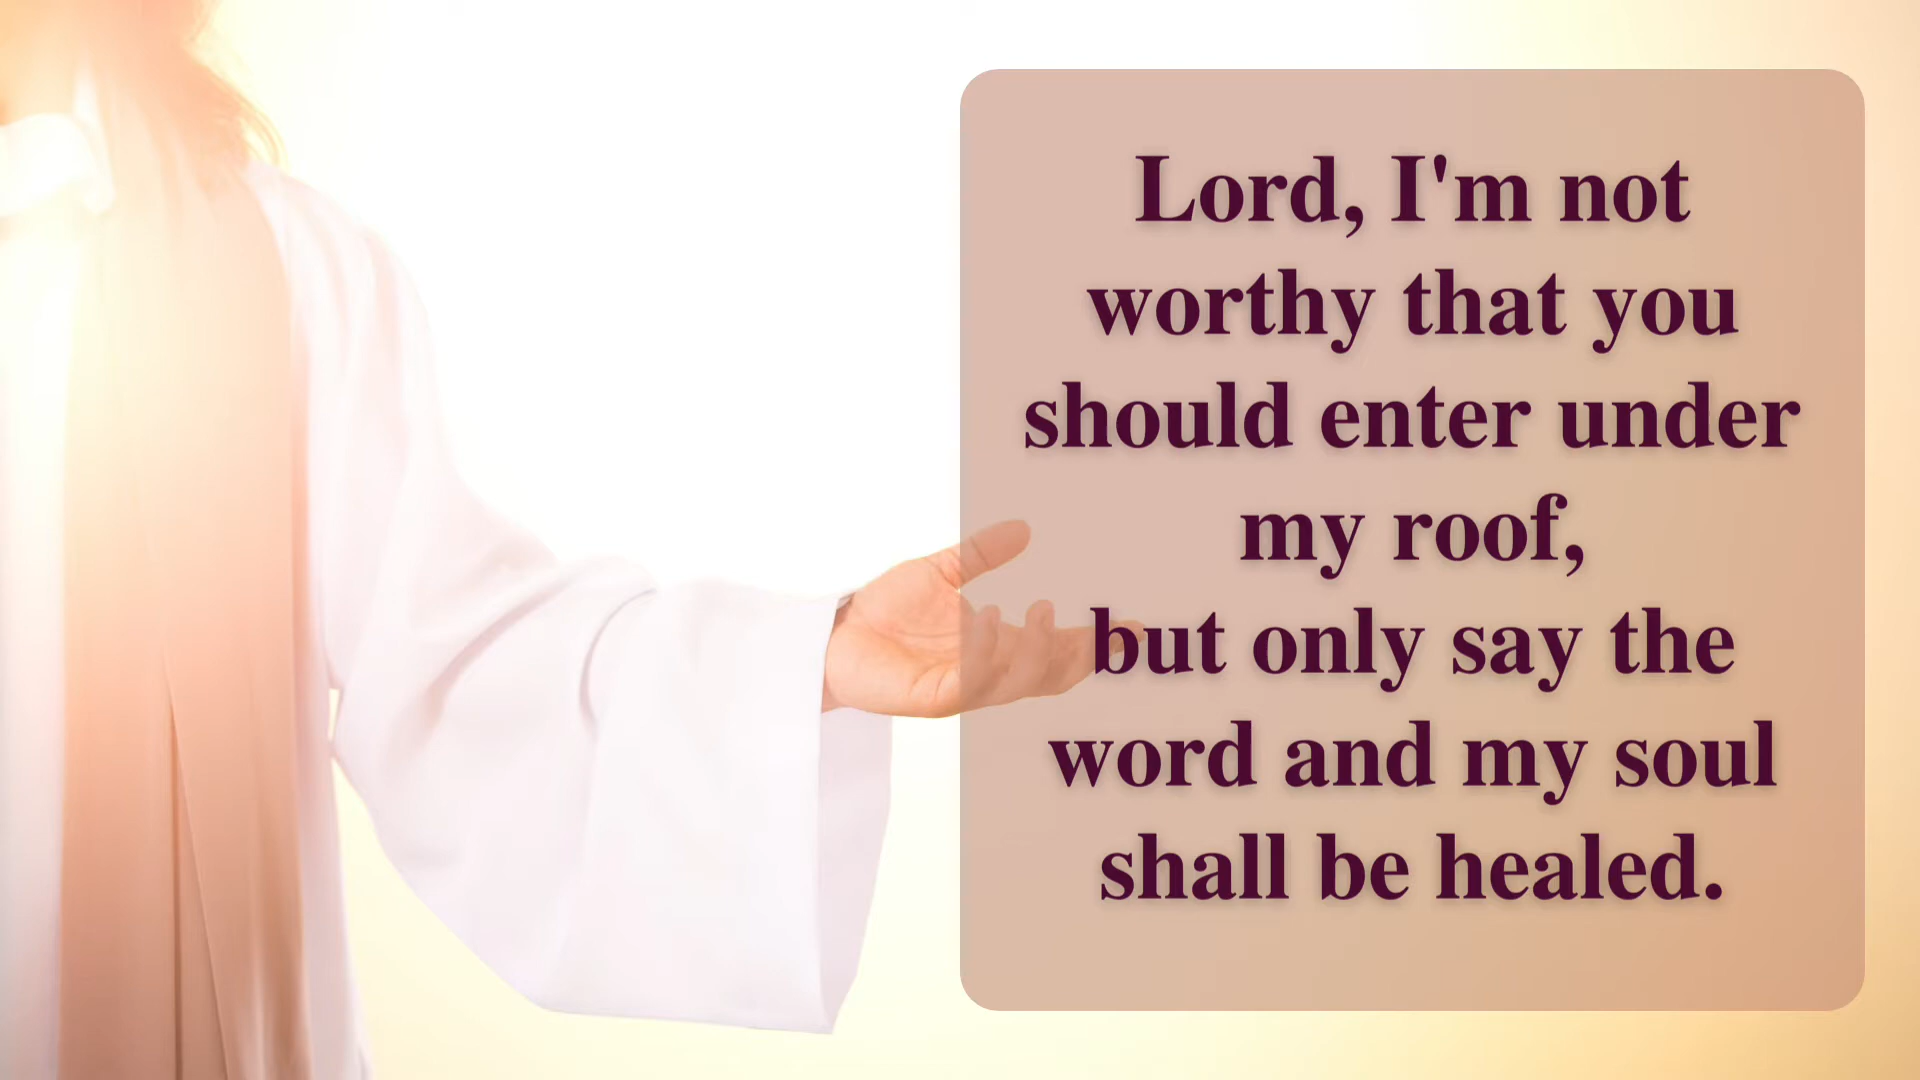 Lord, I'm not
worthy that you
should enter under
my roof,
but only say the
word and my soul
shall be healed.